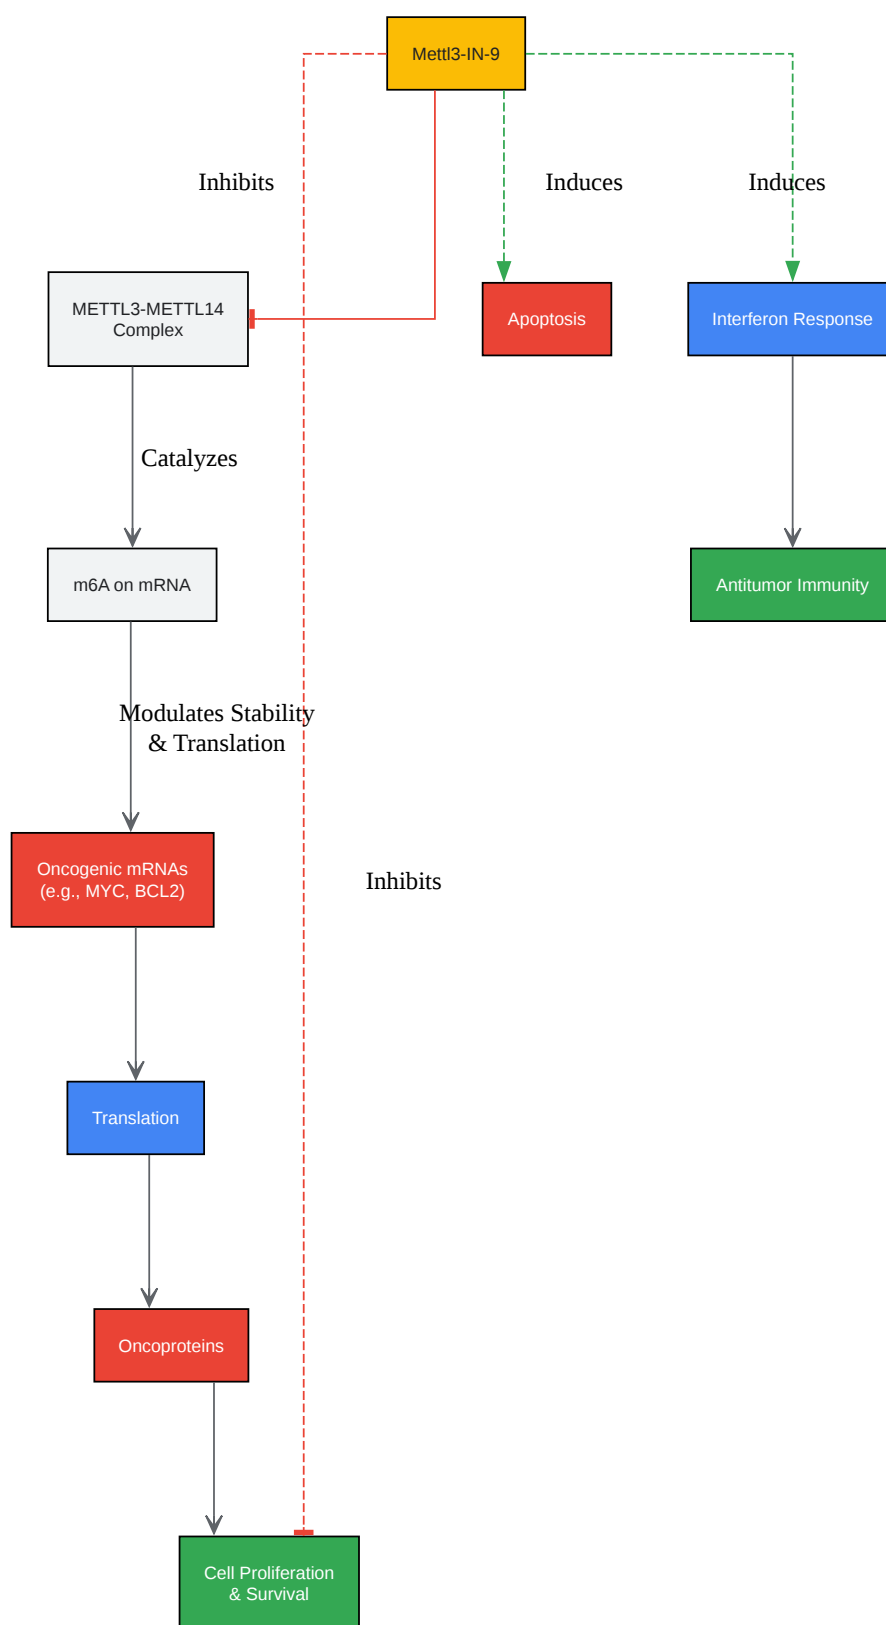 Mettl3-IN-9
Inhibits
Induces
Induces
METTL3-METTL14
Complex
Apoptosis
Interferon Response
Catalyzes
m6A on mRNA
Antitumor Immunity
Modulates Stability
& Translation
Oncogenic mRNAs
(e.g., MYC, BCL2)
Inhibits
Translation
Oncoproteins
Cell Proliferation
& Survival